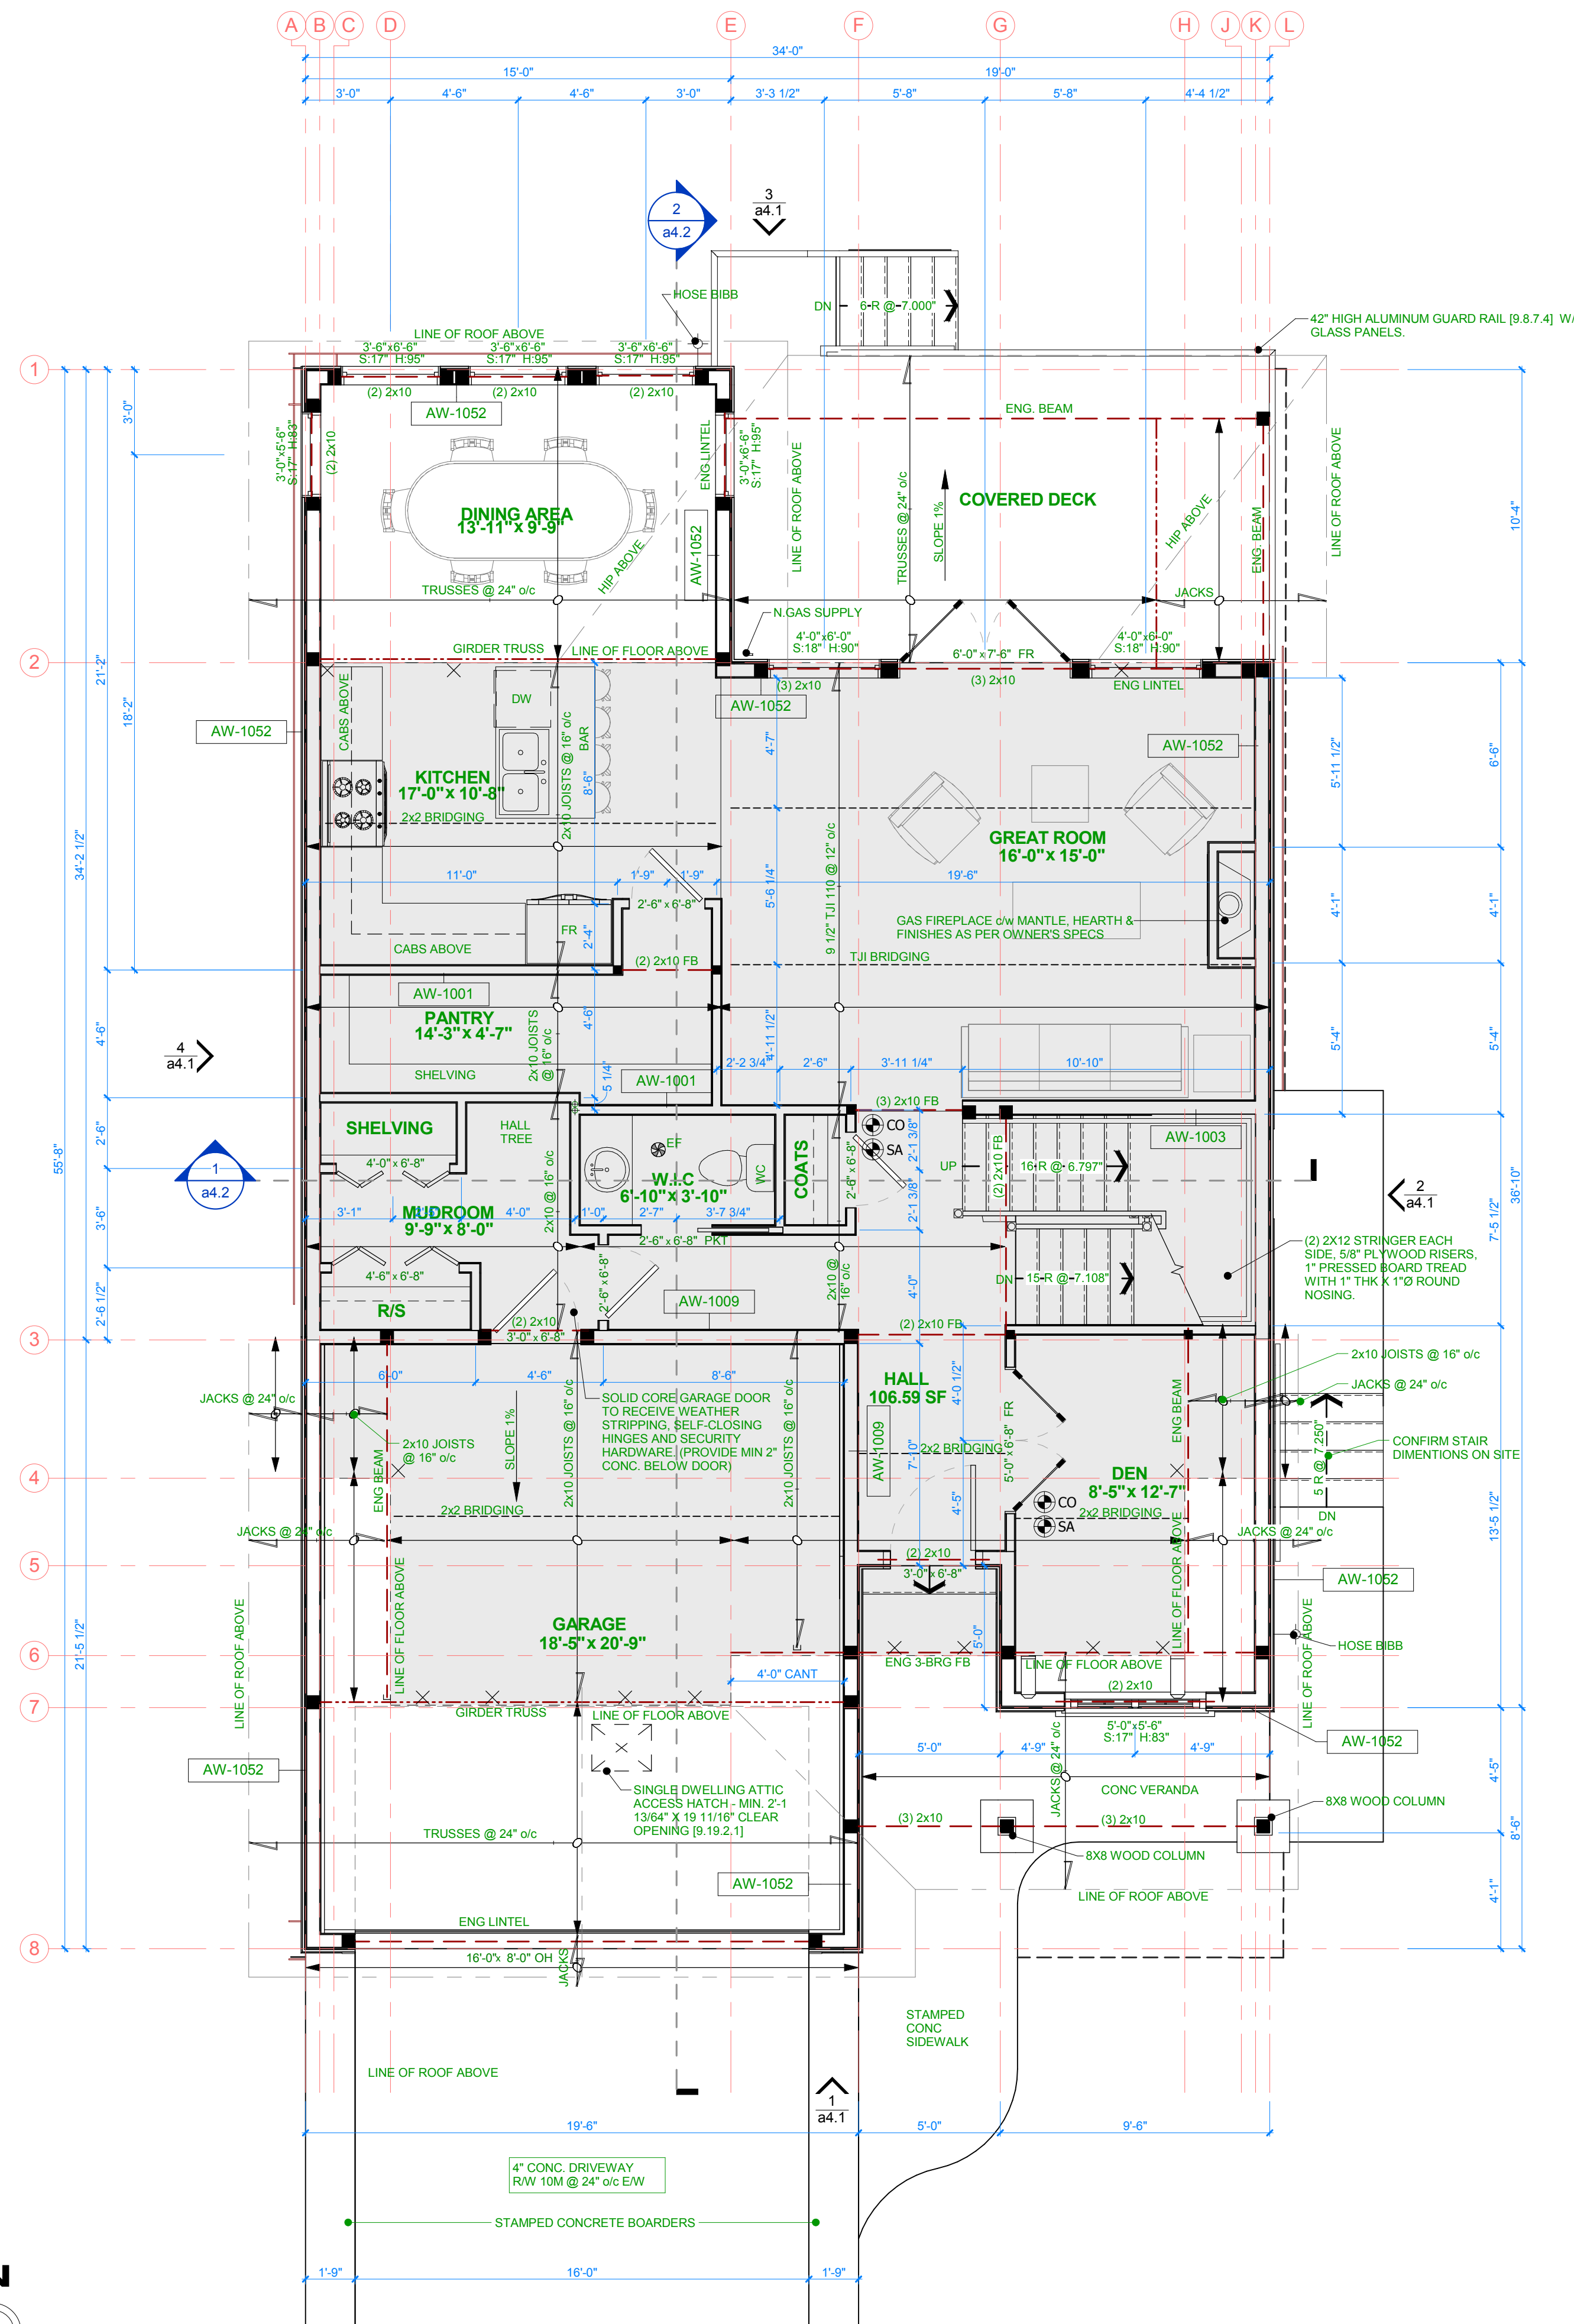 A B C D E F G H J K L
34'-0"
15'-0" 19'-0"
3'-0" 4'-6" 4'-6" 3'-0" 3'-3 1/2" 5'-8" 5'-8" 4'-4 1/2"
2
a4.2
3
a4.1
HOSE BIBB
DN 6 R @ 7.000"
42" HIGH ALUMINUM GUARD RAIL [9.8.7.4] W/
GLASS PANELS.
LINE OF ROOF ABOVE
3'-6"x6'-6" 3'-6"x6'-6" 3'-6"x6'-6"
S:17" H:95" S:17" H:95" S:17" H:95"
1
(2) 2x10 (2) 2x10 (2) 2x10
AW-1052
3'-0"x5'-6"
S:17" H:83"
(2) 2x10
ENG LINTEL
3'-0"x6'-6"
S:17" H:95"
LINE OF ROOF ABOVE
ENG. BEAM
TRUSSES @ 24" o/c
SLOPE 1%
COVERED DECK
HIP ABOVE
ENG. BEAM
LINE OF ROOF ABOVE
10'-4"
3'-0"
DINING AREA
13'-11" x 9'-9"
AW-1052
HIP ABOVE
TRUSSES @ 24" o/c
JACKS
N.GAS SUPPLY
4'-0"x6'-0"
S:18" H:90"
4'-0"x6'-0"
S:18" H:90"
6'-0" x 7'-6" FR
2
GIRDER TRUSS
LINE OF FLOOR ABOVE
(3) 2x10 (3) 2x10
ENG LINTEL
AW-1052
AW-1052
AW-1052
CABS ABOVE
DW
BAR
2x10 JOISTS @ 16" o/c
8'-6"
4'-7"
5'-11 1/2"
6'-6"
21'-2"
18'-2"
34'-2 1/2"
55'-8"
KITCHEN
17'-0" x 10'-8"
2x2 BRIDGING
GREAT ROOM
16'-0" x 15'-0"
9 1/2" TJI 110 @ 12" o/c
11'-0" 1'-9" 1'-9" 19'-6"
2'-6" x 6'-8"
5'-6 1/4"
4'-1"
4'-1"
FR
2'-4"
GAS FIREPLACE c/w MANTLE, HEARTH &
FINISHES AS PER OWNER'S SPECS
CABS ABOVE
(2) 2x10 FB
TJI BRIDGING
AW-1001
PANTRY
14'-3" x 4'-7"
4'-6"
4'-6"
2x10 JOISTS
@ 16" o/c
4'-11 1/2"
5'-4"
5'-4"
4
a4.1
SHELVING
5 1/4"
AW-1001
2'-2 3/4" 2'-6" 3'-11 1/4" 10'-10"
(3) 2x10 FB
SHELVING
HALL
TREE
2'-6"
4'-0" x 6'-8"
EF
WC
W.I.C
6'-10" x 3'-10"
COATS
2'-6" x 6'-8"
CO
SA
2'-1 3/8"
2'-1 3/8"
(2) 2x10 FB
AW-1003
UP 16 R @ 6.797"
1
a4.2
2
a4.1
36'-10"
7'-5 1/2"
3'-6"
3'-1" 4'-0" 1'-0" 2'-7" 3'-7 3/4"
MUDROOM
9'-9" x 8'-0"
2x10 @ 16" o/c
2'-6" x 6'-8" PKT
(2) 2X12 STRINGER EACH
SIDE, 5/8" PLYWOOD RISERS,
1" PRESSED BOARD TREAD
WITH 1" THK X 1"Ø ROUND
NOSING.
4'-6" x 6'-8"
2'-6" x 6'-8"
2x10 @
16" o/c
4'-0"
DN 15 R @ 7.108"
2'-6 1/2"
R/S
AW-1009
(2) 2x10
3'-0" x 6'-8"
(2) 2x10 FB
3
6'-0" 4'-6" 8'-6"
HALL
106.59 SF
4'-0 1/2"
2x10 JOISTS @ 16" o/c
JACKS @ 24" o/c
JACKS @ 24" o/c
2x10 JOISTS
@ 16" o/c
ENG BEAM
SLOPE 1%
2x10 JOISTS @ 16" o/c
SOLID CORE GARAGE DOOR
TO RECEIVE WEATHER
STRIPPING, SELF-CLOSING
HINGES AND SECURITY
HARDWARE. (PROVIDE MIN 2"
CONC. BELOW DOOR)
2x10 JOISTS @ 16" o/c
AW-1009
7'-10"
2x2 BRIDGING
5'-0" x 6'-8" FR
ENG BEAM
5 R @ 7.250"
CONFIRM STAIR
DIMENTIONS ON SITE
4
DEN
8'-5" x 12'-7"
2x2 BRIDGING
4'-5"
CO
SA
DN
2x2 BRIDGING
JACKS @ 24" o/c
JACKS @ 24" o/c
13'-5 1/2"
5
(2) 2x10
3'-0" x 6'-8"
AW-1052
LINE OF FLOOR ABOVE
LINE OF FLOOR ABOVE
LINE OF ROOF ABOVE
LINE OF ROOF ABOVE
GARAGE
18'-5" x 20'-9"
5'-0"
HOSE BIBB
21'-5 1/2"
6
4'-0" CANT
ENG 3-BRG FB
LINE OF FLOOR ABOVE
(2) 2x10
7
GIRDER TRUSS
LINE OF FLOOR ABOVE
5'-0"x5'-6"
S:17" H:83"
AW-1052
5'-0" 4'-9" 4'-9"
AW-1052
JACKS @ 24" o/c
CONC VERANDA
4'-5"
SINGLE DWELLING ATTIC
ACCESS HATCH - MIN. 2'-1
13/64" X 19 11/16" CLEAR
OPENING [9.19.2.1]
8X8 WOOD COLUMN
(3) 2x10 (3) 2x10
TRUSSES @ 24" o/c
8X8 WOOD COLUMN
8'-6"
4'-1"
AW-1052
LINE OF ROOF ABOVE
ENG LINTEL
8
16'-0" x 8'-0" OH
JACKS
STAMPED
CONC
SIDEWALK
LINE OF ROOF ABOVE
1
a4.1
19'-6" 5'-0" 9'-6"
4" CONC. DRIVEWAY
R/W 10M @ 24" o/c E/W
STAMPED CONCRETE BOARDERS
1'-9" 16'-0" 1'-9"
N